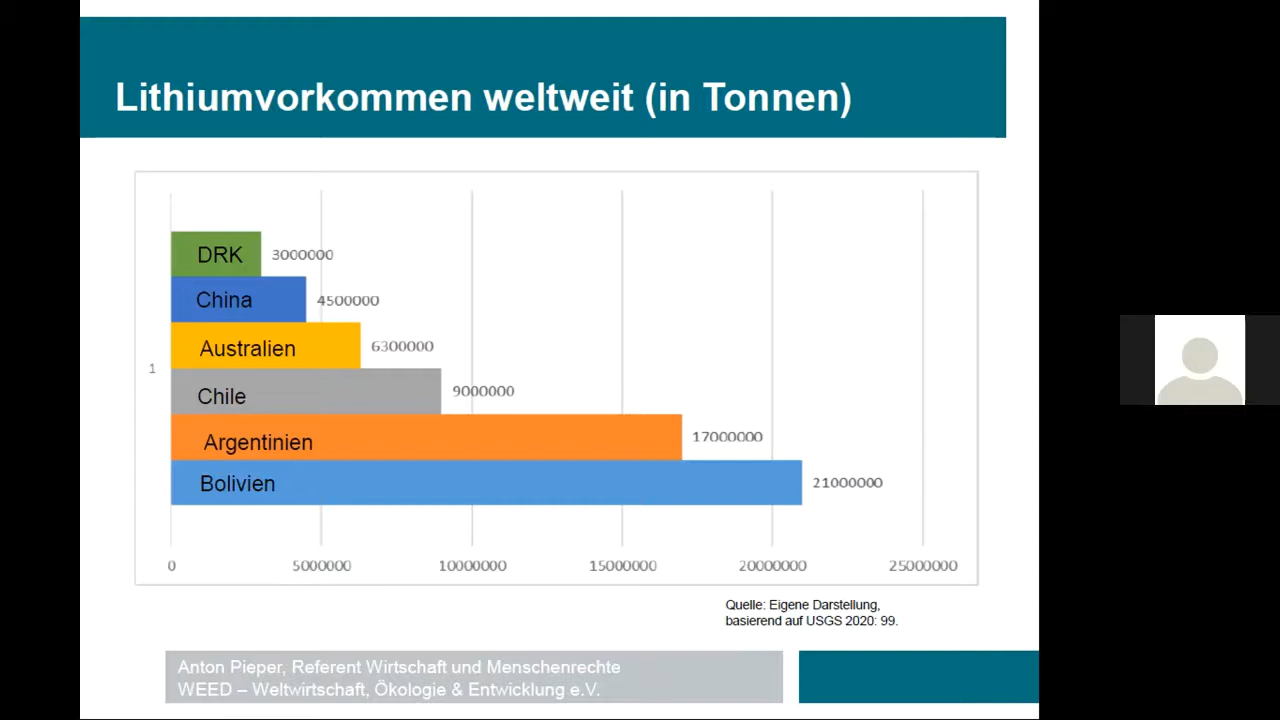 Lithiumvorkommen weltweit (in Tonnen)
DRK 3000000
China 4500000
Australien 6300000
1
Chile 9000000
Argentinien 17000000
Bolivien 21000000
0 5000000 10000000 15000000 20000000 25000000
Quelle: Eigene Darstellung,
basierend auf USGS 2020: 99.
Anton Pieper, Referent Wirtschaft und Menschenrechte
WEED – Weltwirtschaft, Ökologie & Entwicklung e.V.